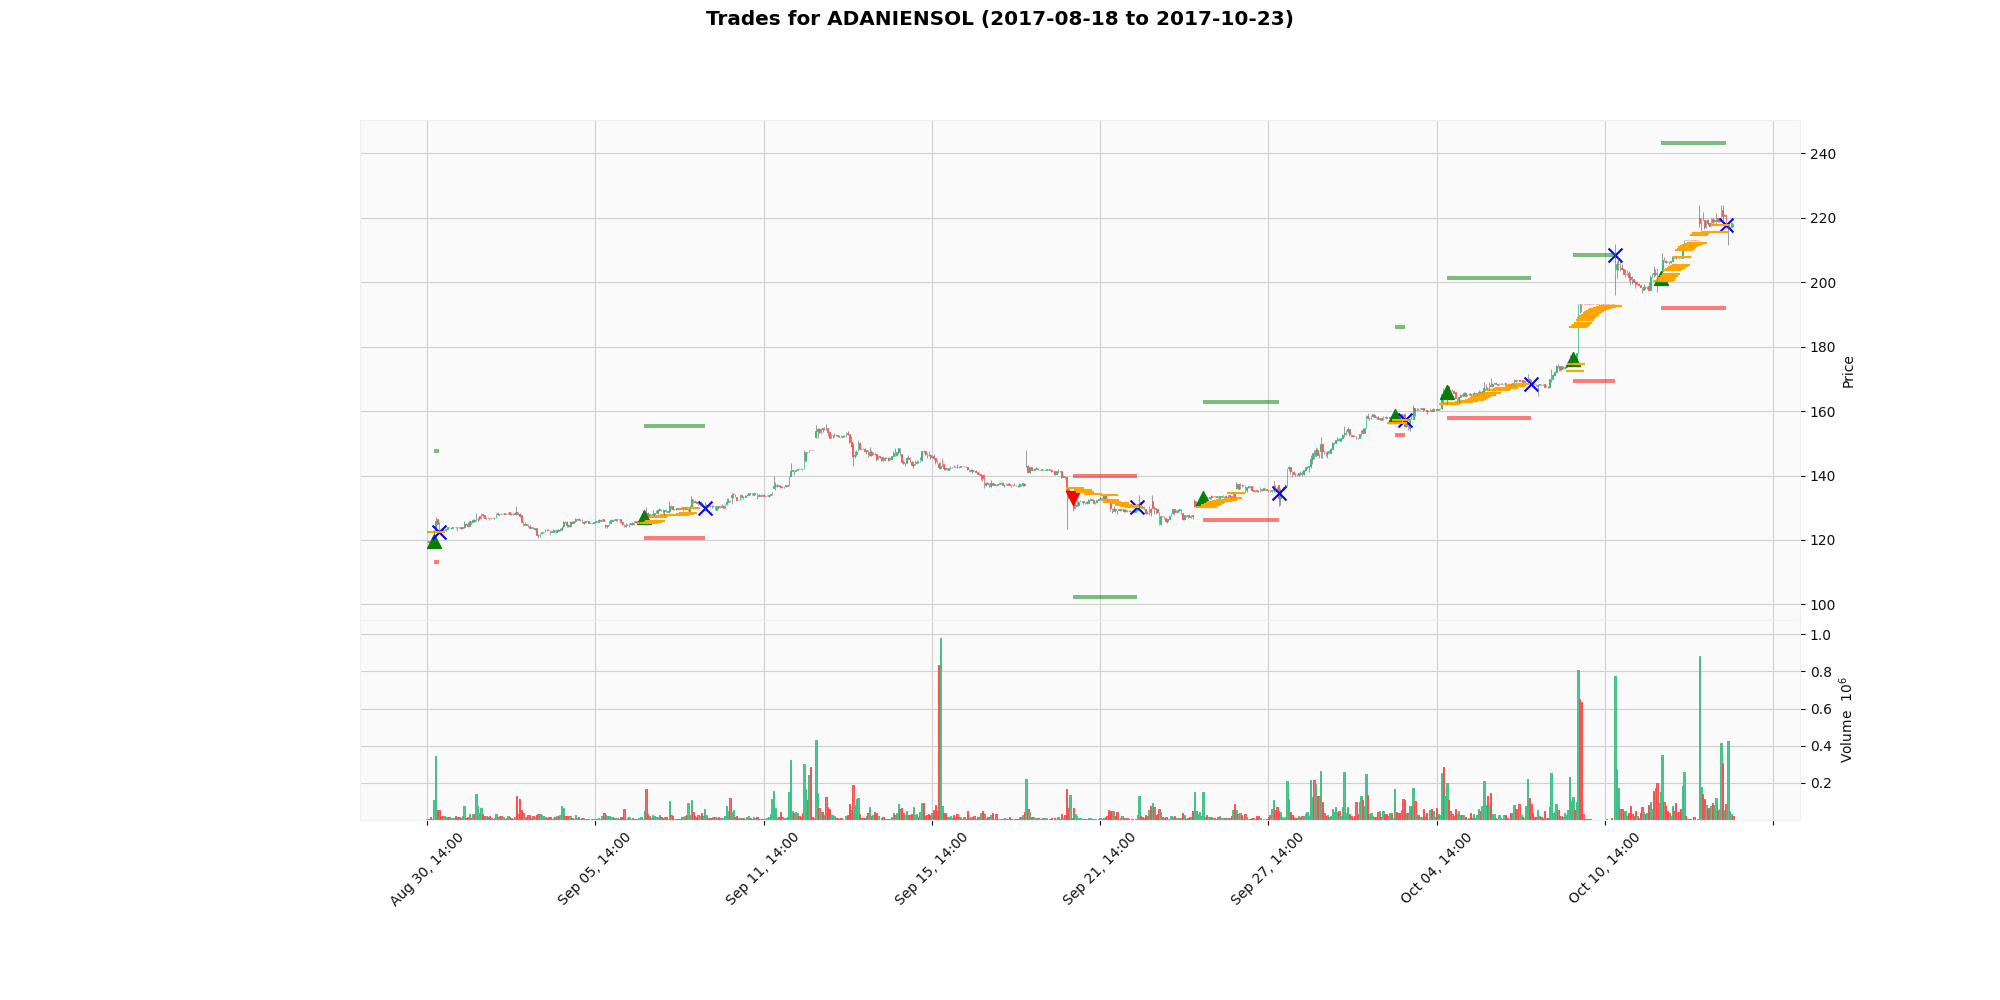 Trades for ADANIENSOL (2017-08-18 to 2017-10-23)
240
220
200
180
160
140
120
100
Price
1.0
0.8
0.6
0.4
0.2
Volume 10^6
Aug 30, 14:00
Sep 05, 14:00
Sep 11, 14:00
Sep 15, 14:00
Sep 21, 14:00
Sep 27, 14:00
Oct 04, 14:00
Oct 10, 14:00